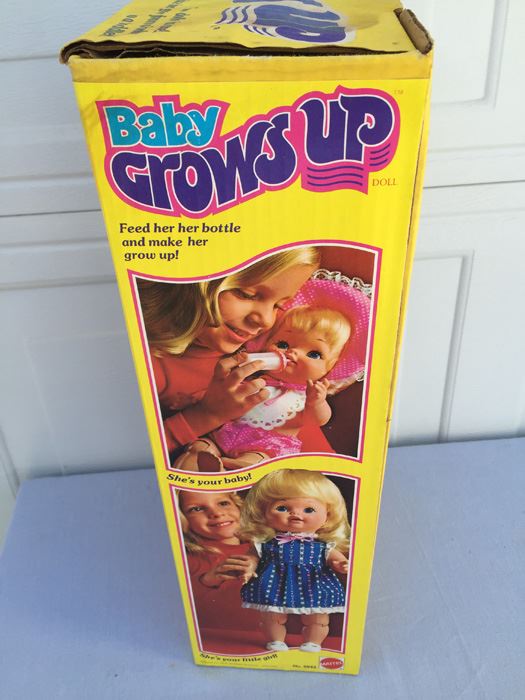 Baby
GROWS UP
TM
DOLL
Feed her her bottle
and make her
grow up!
She's your baby!
She's your little girl!
MATTEL